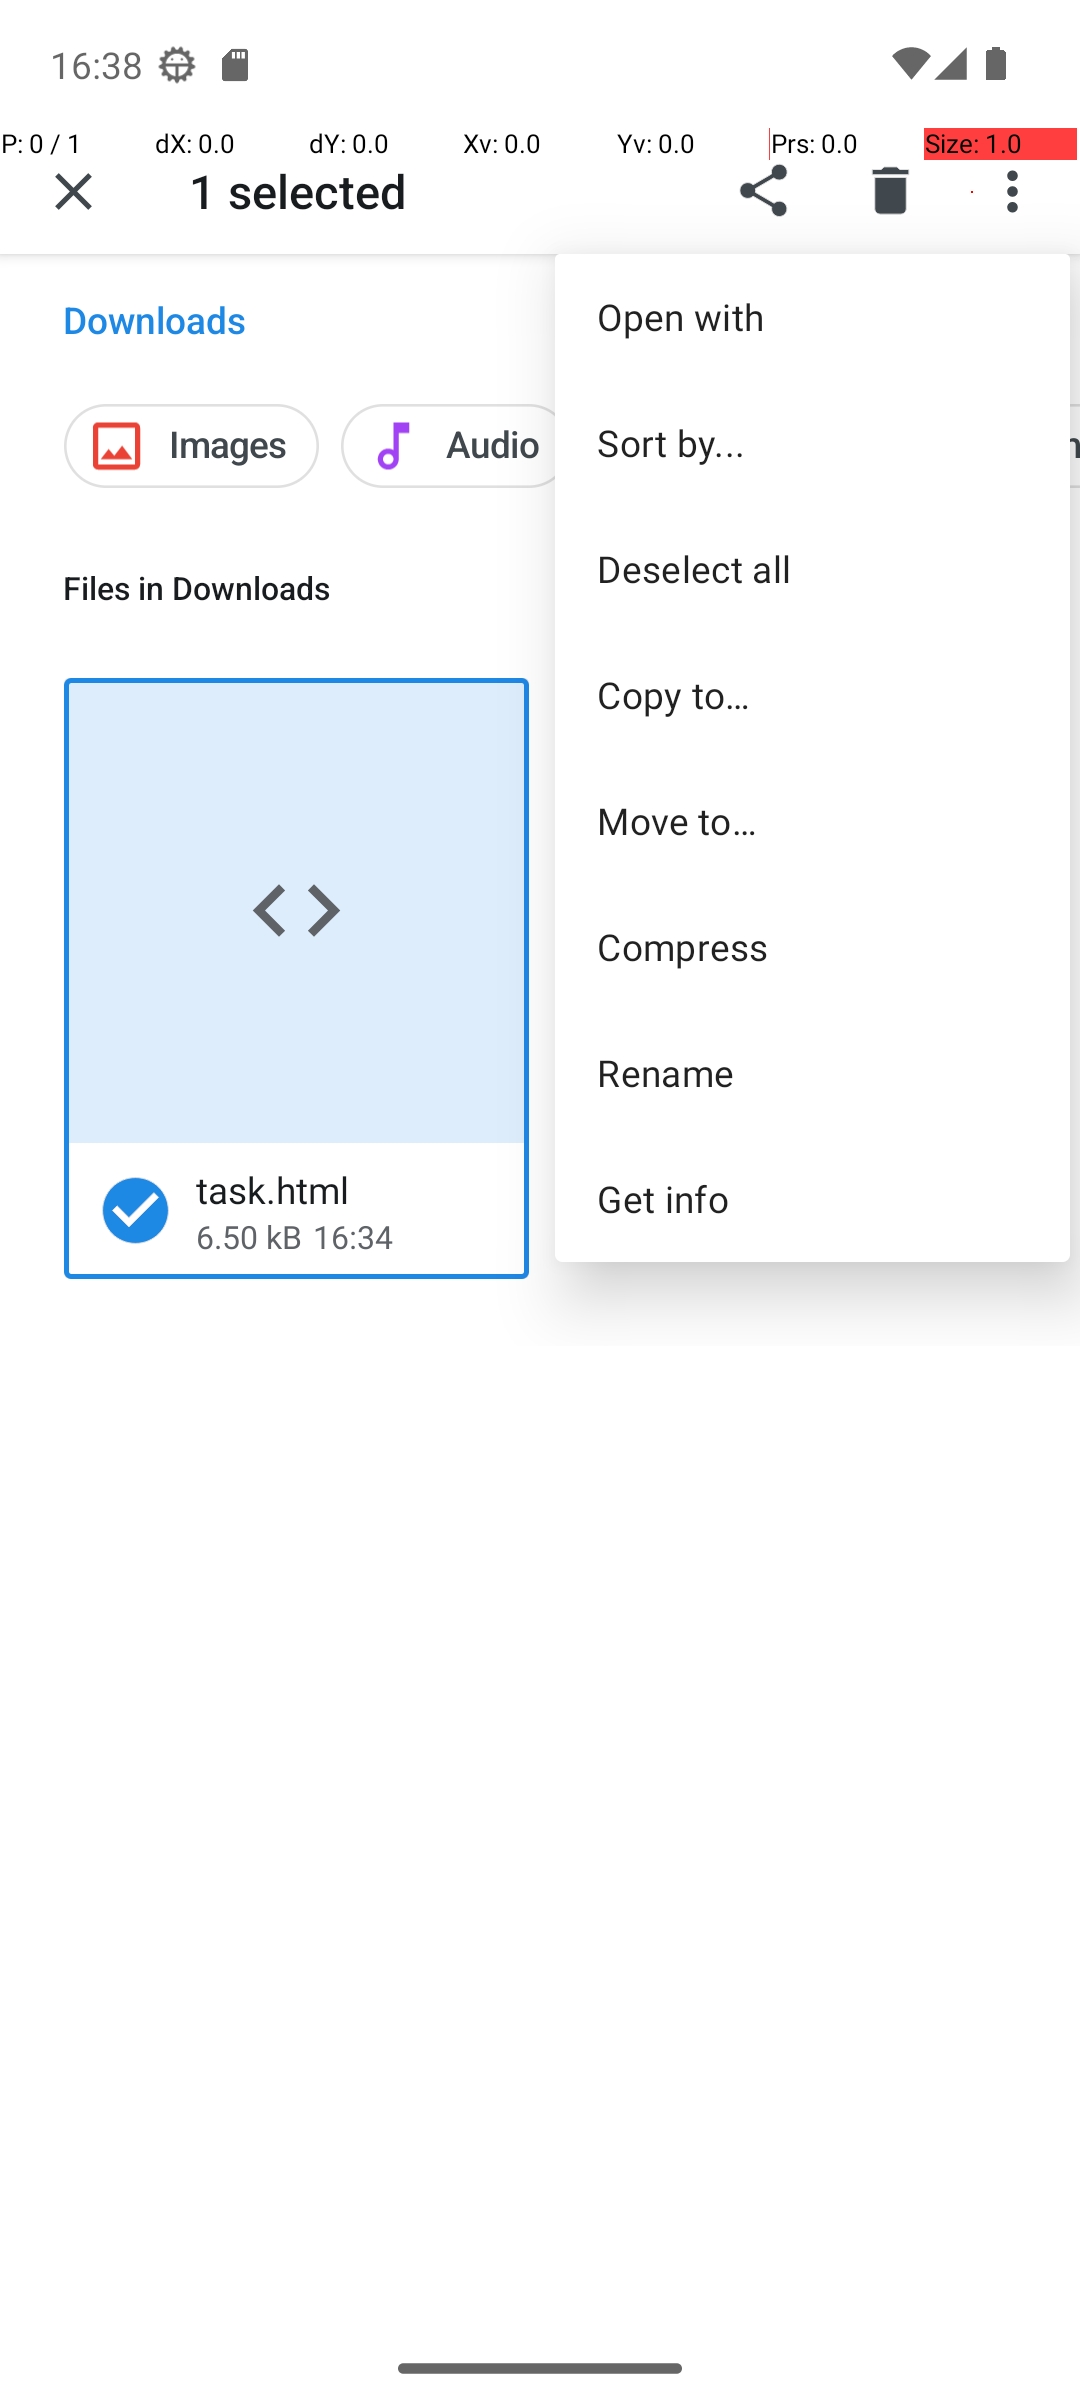 16:38
P: 0 / 1 dX: 0.0 dY: 0.0 Xv: 0.0 Yv: 0.0 Prs: 0.0 Size: 1.0
1 selected
Downloads
Images
Audio
Files in Downloads
task.html
6.50 kB 16:34
Open with
Sort by...
Deselect all
Copy to…
Move to…
Compress
Rename
Get info